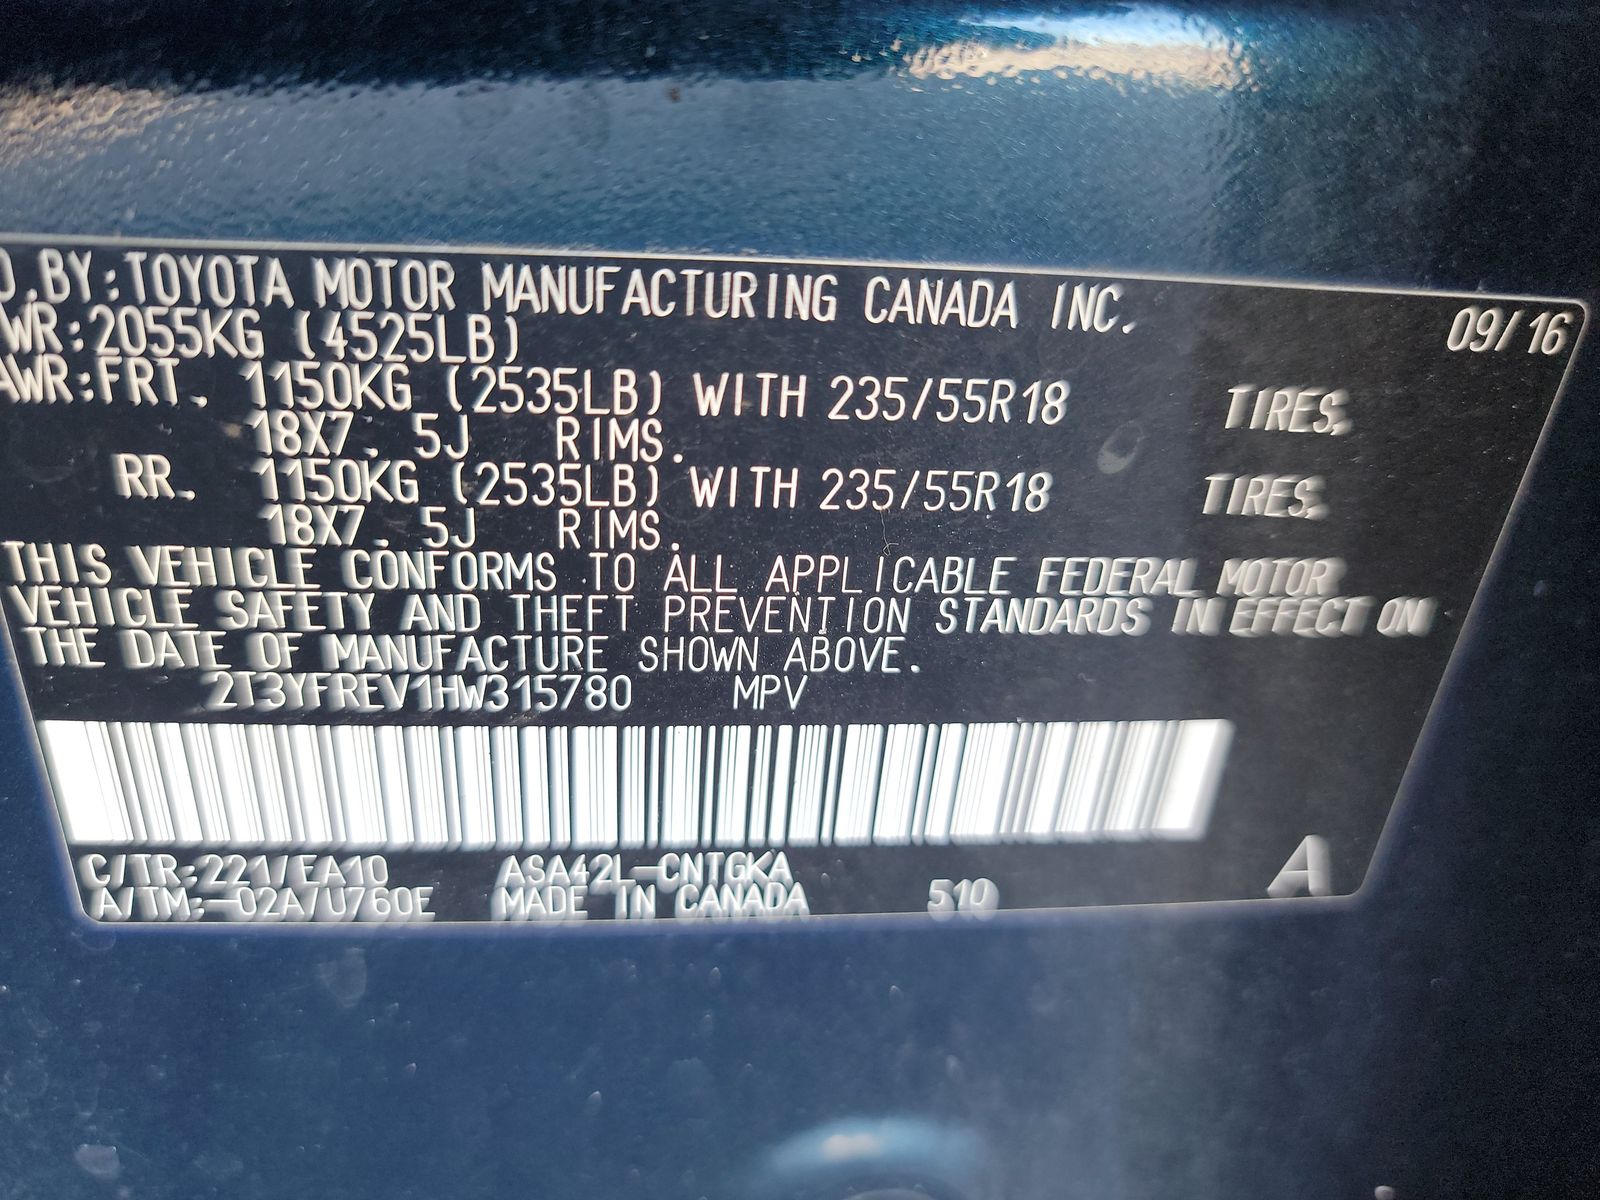 D.BY:TOYOTA MOTOR MANUFACTURING CANADA INC. 09/16
WR:2055KG (4525LB)
AWR:FRT. 1150KG (2535LB) WITH 235/55R18 TIRES,
18X7. 5J RIMS.
RR. 1150KG (2535LB) WITH 235/55R18 TIRES,
18X7. 5J RIMS.
THIS VEHICLE CONFORMS TO ALL APPLICABLE FEDERAL MOTOR
VEHICLE SAFETY AND THEFT PREVENTION STANDARDS IN EFFECT ON
THE DATE OF MANUFACTURE SHOWN ABOVE.
2T3YFREV1HW315780 MPV
C/TR:221/EA10 ASA42L-CNTGKA
A/TM:-02A/U760E MADE IN CANADA 510 A